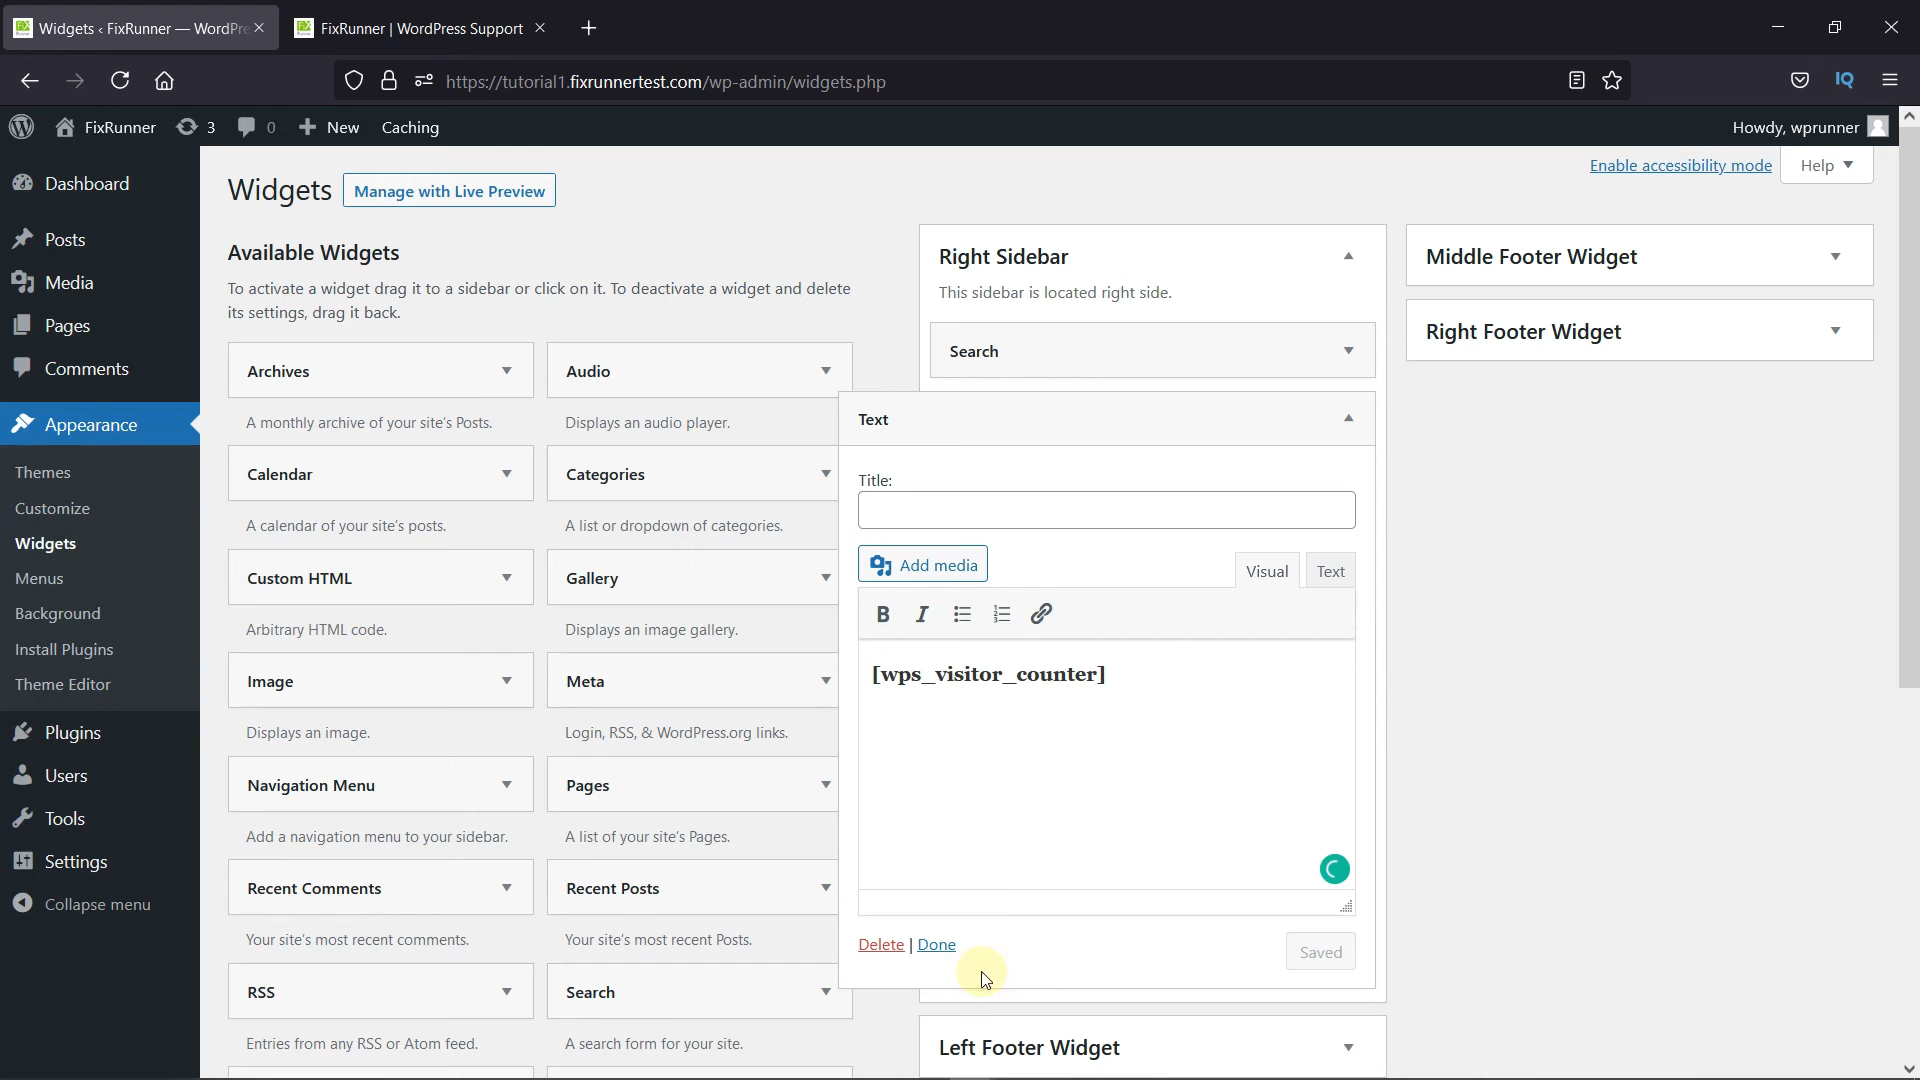 Widgets ‹ FixRunner — WordPre
FixRunner | WordPress Support
https://tutorial1.fixrunnertest.com/wp-admin/widgets.php
IQ
FixRunner
3
0
New
Caching
Howdy, wprunner
Dashboard
Posts
Media
Pages
Comments
Appearance
Themes
Customize
Widgets
Menus
Background
Install Plugins
Theme Editor
Plugins
Users
Tools
Settings
Collapse menu
Enable accessibility mode
Help
Widgets
Manage with Live Preview
Available Widgets
To activate a widget drag it to a sidebar or click on it. To deactivate a widget and delete
its settings, drag it back.
Archives
A monthly archive of your site's Posts.
Audio
Displays an audio player.
Calendar
A calendar of your site's posts.
Categories
A list or dropdown of categories.
Custom HTML
Arbitrary HTML code.
Gallery
Displays an image gallery.
Image
Displays an image.
Meta
Login, RSS, & WordPress.org links.
Navigation Menu
Add a navigation menu to your sidebar.
Pages
A list of your site's Pages.
Recent Comments
Your site's most recent comments.
Recent Posts
Your site's most recent Posts.
RSS
Entries from any RSS or Atom feed.
Search
A search form for your site.
Right Sidebar
This sidebar is located right side.
Search
Text
Title:
Add media
Visual
Text
B I
[wps_visitor_counter]
Delete | Done
Saved
Left Footer Widget
Middle Footer Widget
Right Footer Widget